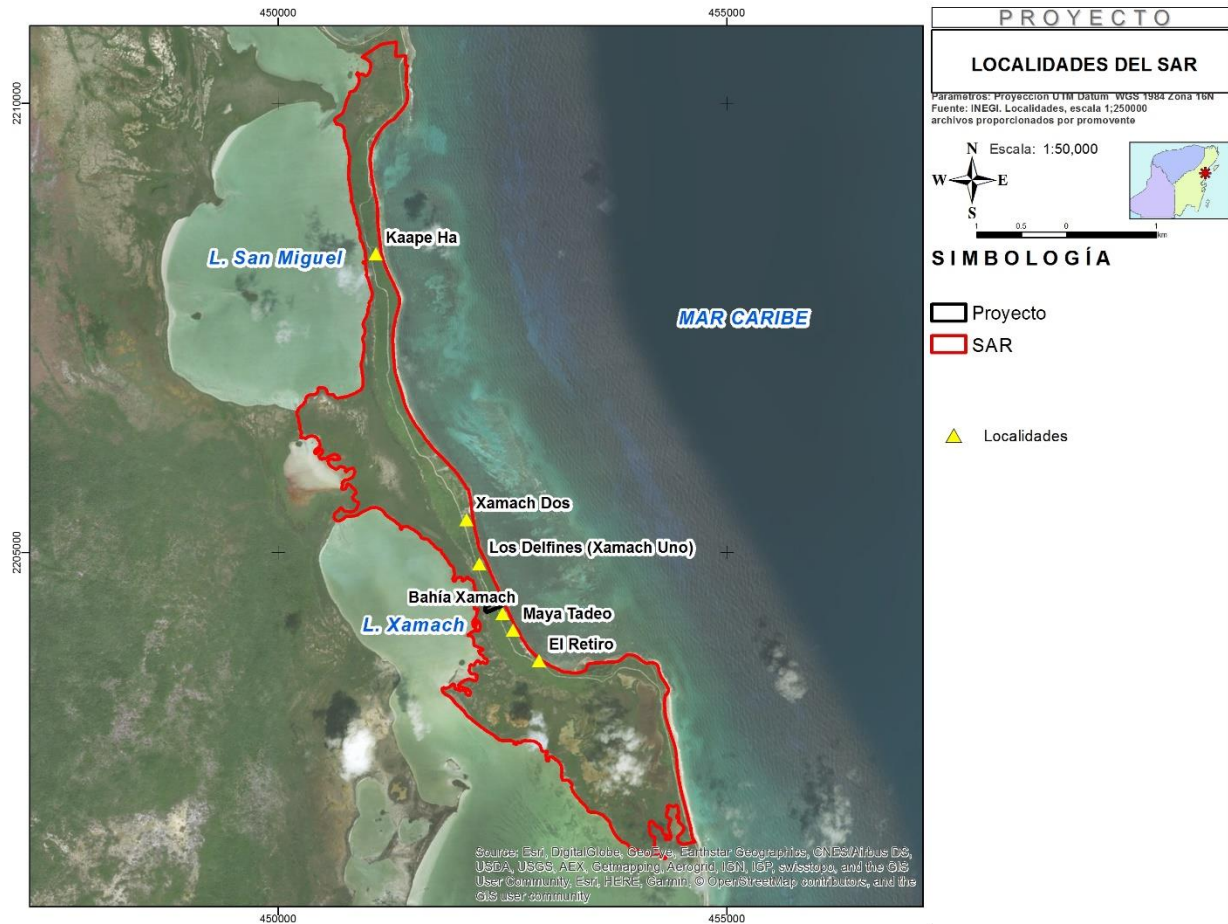 450000
455000
2210000
2205000
Kaape Ha
L. San Miguel
MAR CARIBE
Xamach Dos
Los Delfines (Xamach Uno)
Bahía Xamach
Maya Tadeo
L. Xamach
El Retiro
Source: Esri, DigitalGlobe, GeoEye, Earthstar Geographics, CNES/Airbus DS,
USDA, USGS, AEX, Getmapping, Aerogrid, IGN, IGP, swisstopo, and the GIS
User Community, Esri, HERE, Garmin, © OpenStreetMap contributors, and the
GIS user community
450000
455000
PROYECTO
LOCALIDADES DEL SAR
Parámetros: Proyección UTM Datum WGS 1984 Zona 16N
Fuente: INEGI. Localidades, escala 1;250000
archivos proporcionados por promovente
N
W
E
S
Escala: 1:50,000
1 0.5 0 1
km
SIMBOLOGÍA
Proyecto
SAR
Localidades